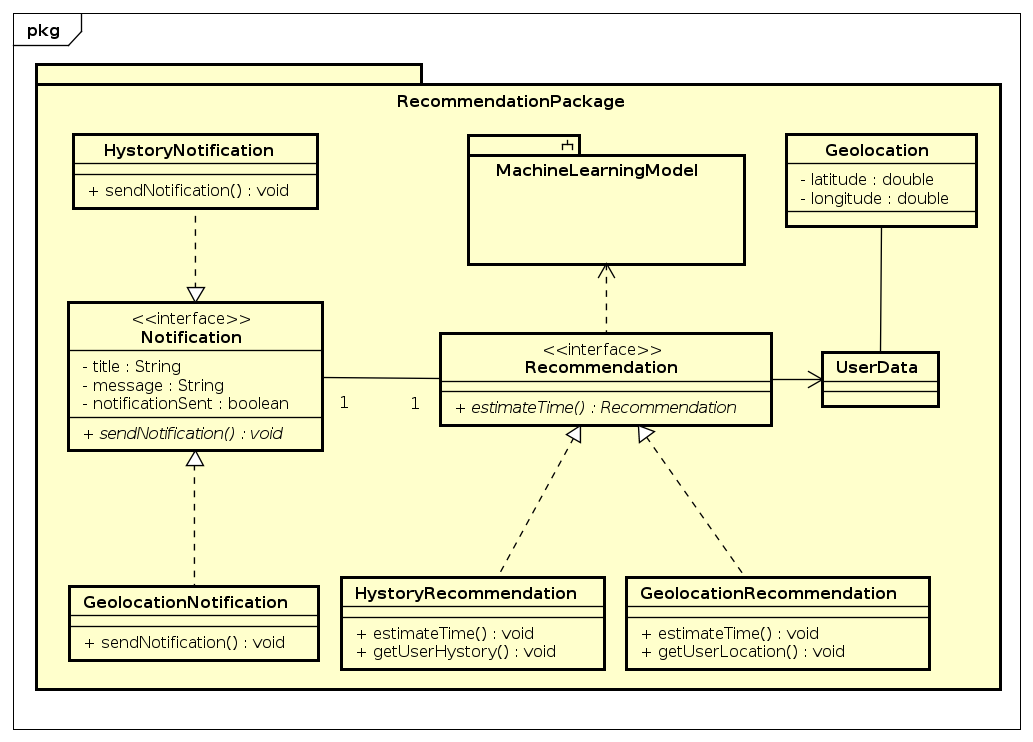 pkg
RecommendationPackage
HystoryNotification
+ sendNotification() : void
MachineLearningModel
Geolocation
- latitude : double
- longitude : double
<<interface>>
Notification
- title : String
- message : String
- notificationSent : boolean
+ sendNotification() : void
1
1
<<interface>>
Recommendation
+ estimateTime() : Recommendation
UserData
GeolocationNotification
+ sendNotification() : void
HystoryRecommendation
+ estimateTime() : void
+ getUserHystory() : void
GeolocationRecommendation
+ estimateTime() : void
+ getUserLocation() : void